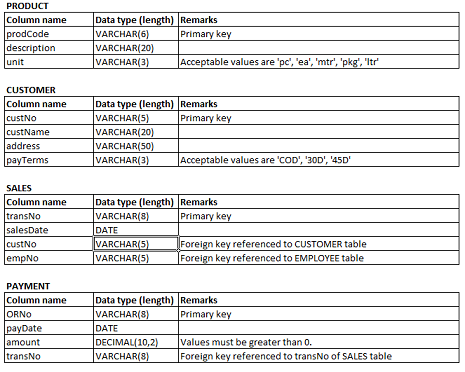 PRODUCT
Column name Data type (length) Remarks
prodCode VARCHAR(6) Primary key
description VARCHAR(20)
unit VARCHAR(3) Acceptable values are 'pc', 'ea', 'mtr', 'pkg', 'ltr'
CUSTOMER
Column name Data type (length) Remarks
custNo VARCHAR(5) Primary key
custName VARCHAR(20)
address VARCHAR(50)
payTerms VARCHAR(3) Acceptable values are 'COD', '30D', '45D'
SALES
Column name Data type (length) Remarks
transNo VARCHAR(8) Primary key
salesDate DATE
custNo VARCHAR(5) Foreign key referenced to CUSTOMER table
empNo VARCHAR(5) Foreign key referenced to EMPLOYEE table
PAYMENT
Column name Data type (length) Remarks
ORNo VARCHAR(8) Primary key
payDate DATE
amount DECIMAL(10,2) Values must be greater than 0.
transNo VARCHAR(8) Foreign key referenced to transNo of SALES table